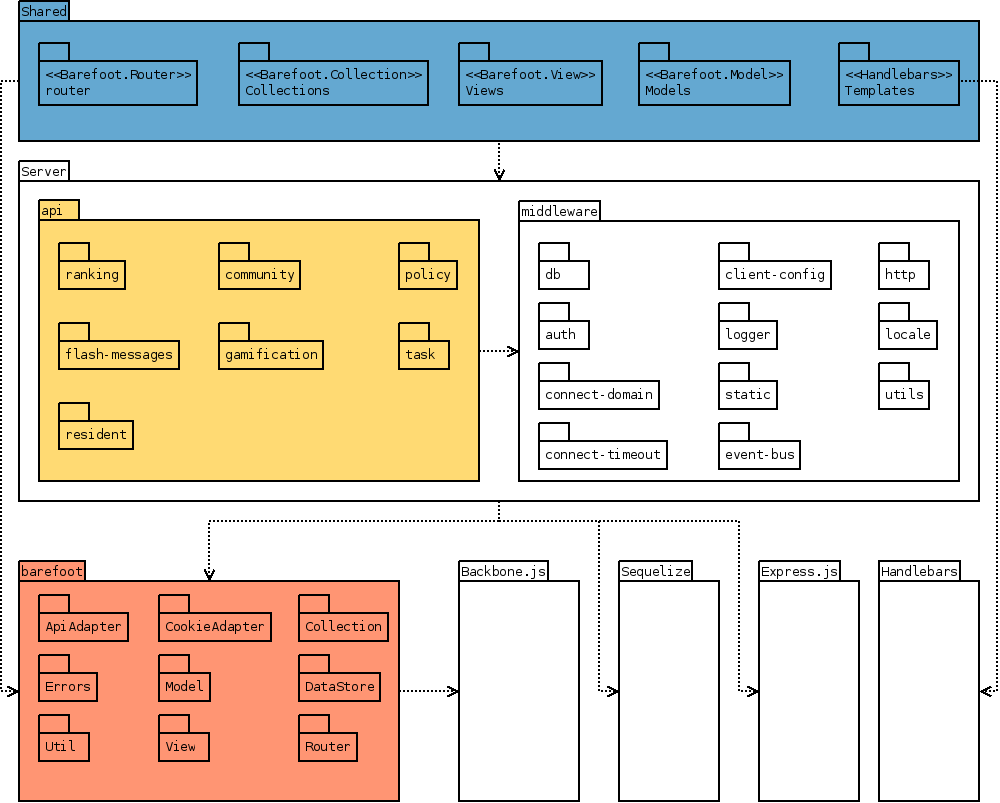 Shared
<<Barefoot.Router>>
router
<<Barefoot.Collection>>
Collections
<<Barefoot.View>>
Views
<<Barefoot.Model>>
Models
<<Handlebars>>
Templates
Server
api
ranking
community
policy
flash-messages
gamification
task
resident
middleware
db
client-config
http
auth
logger
locale
connect-domain
static
utils
connect-timeout
event-bus
barefoot
ApiAdapter
CookieAdapter
Collection
Errors
Model
DataStore
Util
View
Router
Backbone.js
Sequelize
Express.js
Handlebars